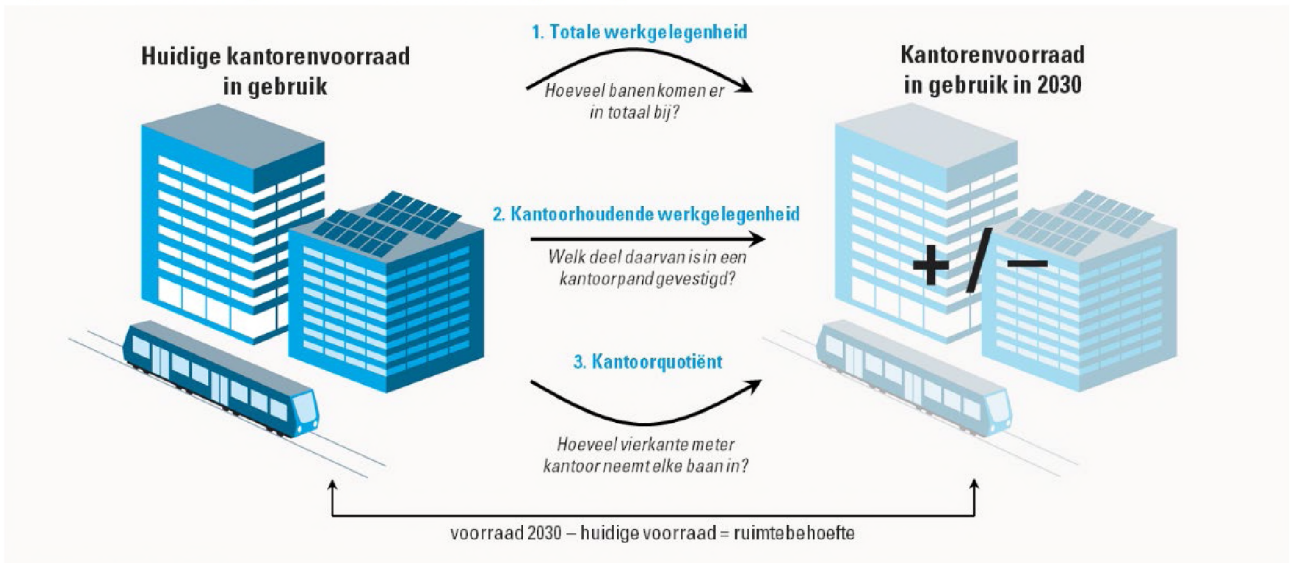 Huidige kantorenvoorraad
in gebruik
1. Totale werkgelegenheid
Hoeveel banen komen er
in totaal bij?
Kantorenvoorraad
in gebruik in 2030
2. Kantoorhoudende werkgelegenheid
Welk deel daarvan is in een
kantoorpand gevestigd?
+ / −
3. Kantoorquotiënt
Hoeveel vierkante meter
kantoor neemt elke baan in?
voorraad 2030 – huidige voorraad = ruimtebehoefte